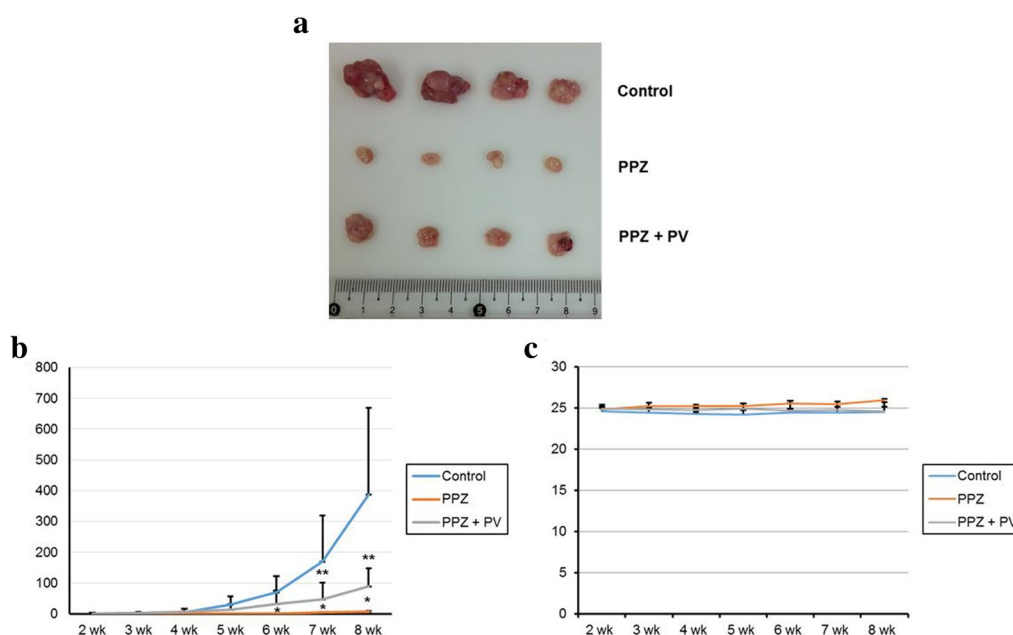 a
Control
PPZ
PPZ + PV
0 1 2 3 4 5 6 7 8 9
b
800
700
600
500
400
300
200
100
0
** 
**
* * *
2 wk 3 wk 4 wk 5 wk 6 wk 7 wk 8 wk
Control
PPZ
PPZ + PV
c
30
25
20
15
10
5
0
2 wk 3 wk 4 wk 5 wk 6 wk 7 wk 8 wk
Control
PPZ
PPZ + PV